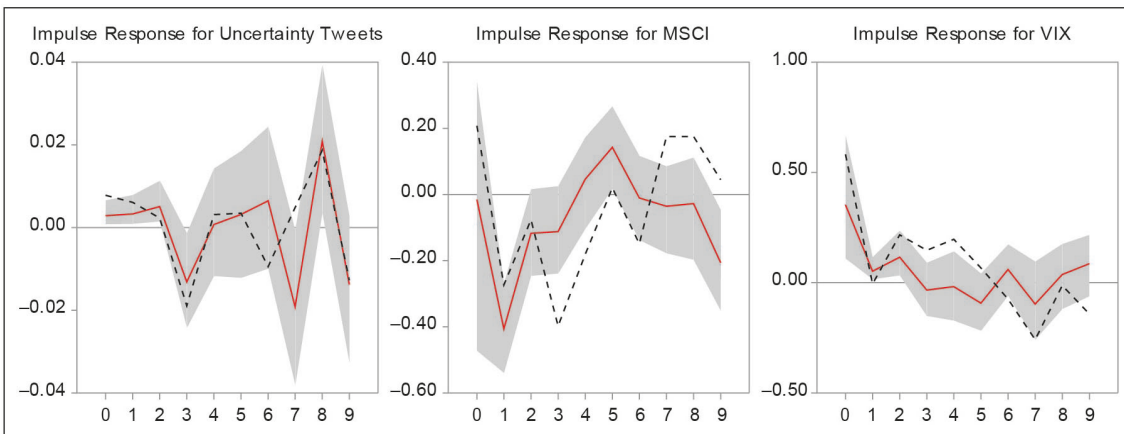 Impulse Response for Uncertainty Tweets
0.04
0.02
0.00
–0.02
–0.04
0 1 2 3 4 5 6 7 8 9
Impulse Response for MSCI
0.40
0.20
0.00
–0.20
–0.40
–0.60
0 1 2 3 4 5 6 7 8 9
Impulse Response for VIX
1.00
0.50
0.00
–0.50
0 1 2 3 4 5 6 7 8 9